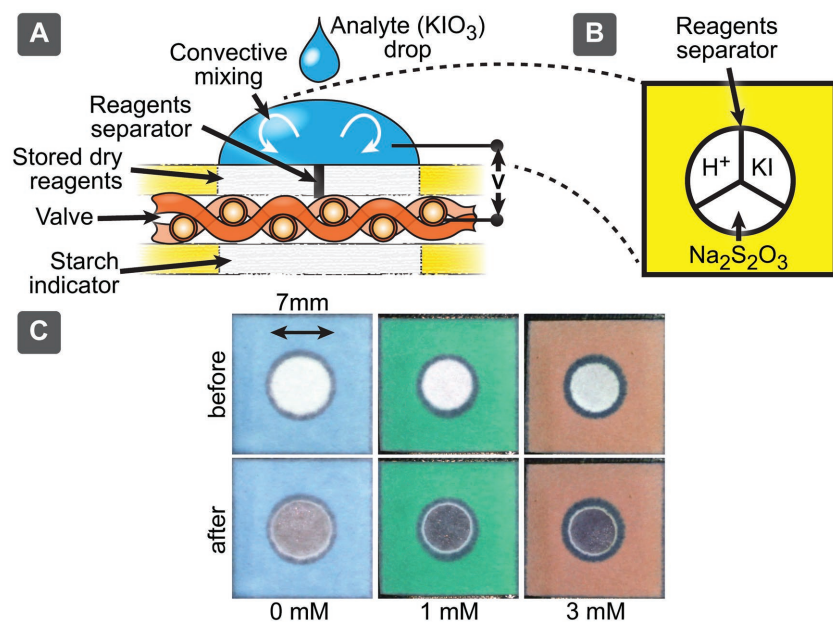 A
Analyte (KIO₃)
drop
Convective
mixing
Reagents
separator
Stored dry
reagents
Valve
Starch
indicator
V
B
Reagents
separator
H⁺
KI
Na₂S₂O₃
C
7mm
before
after
0 mM
1 mM
3 mM